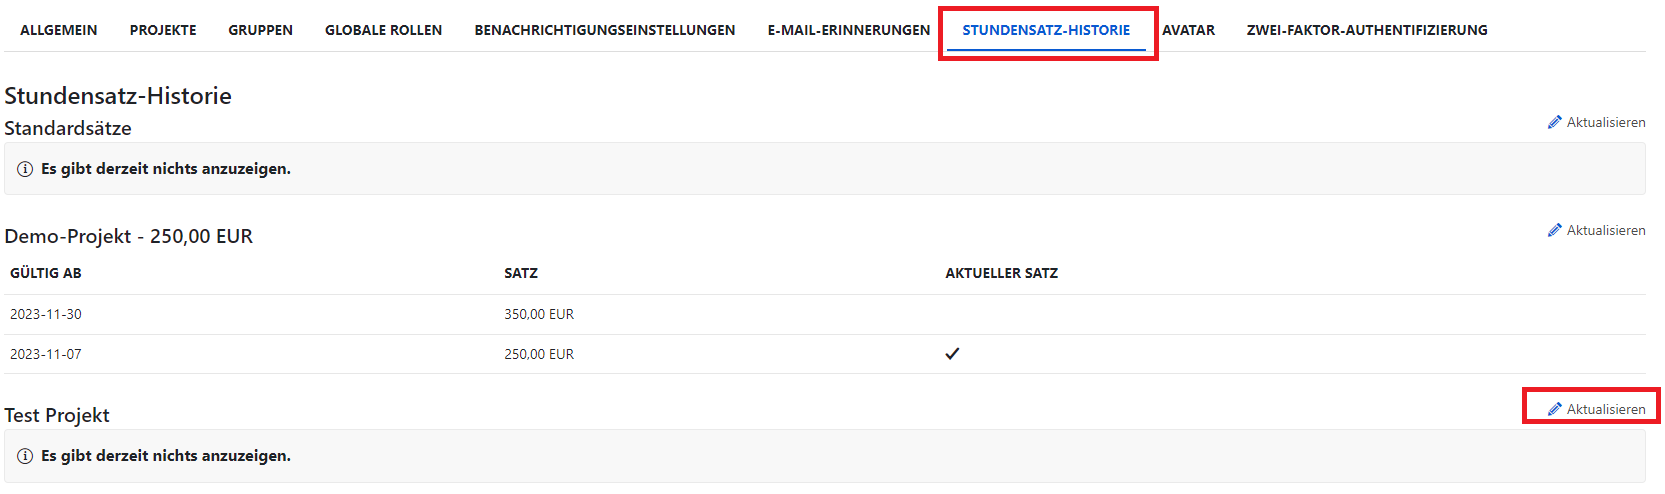 ALLGEMEIN PROJEKTE GRUPPEN GLOBALE ROLLEN BENACHRICHTIGUNGSEINSTELLUNGEN E-MAIL-ERINNERUNGEN STUNDENSATZ-HISTORIE AVATAR ZWEI-FAKTOR-AUTHENTIFIZIERUNG
Stundensatz-Historie
Standardsätze Aktualisieren
Es gibt derzeit nichts anzuzeigen.
Demo-Projekt - 250,00 EUR Aktualisieren
GÜLTIG AB SATZ AKTUELLER SATZ
2023-11-30 350,00 EUR
2023-11-07 250,00 EUR
Test Projekt Aktualisieren
Es gibt derzeit nichts anzuzeigen.